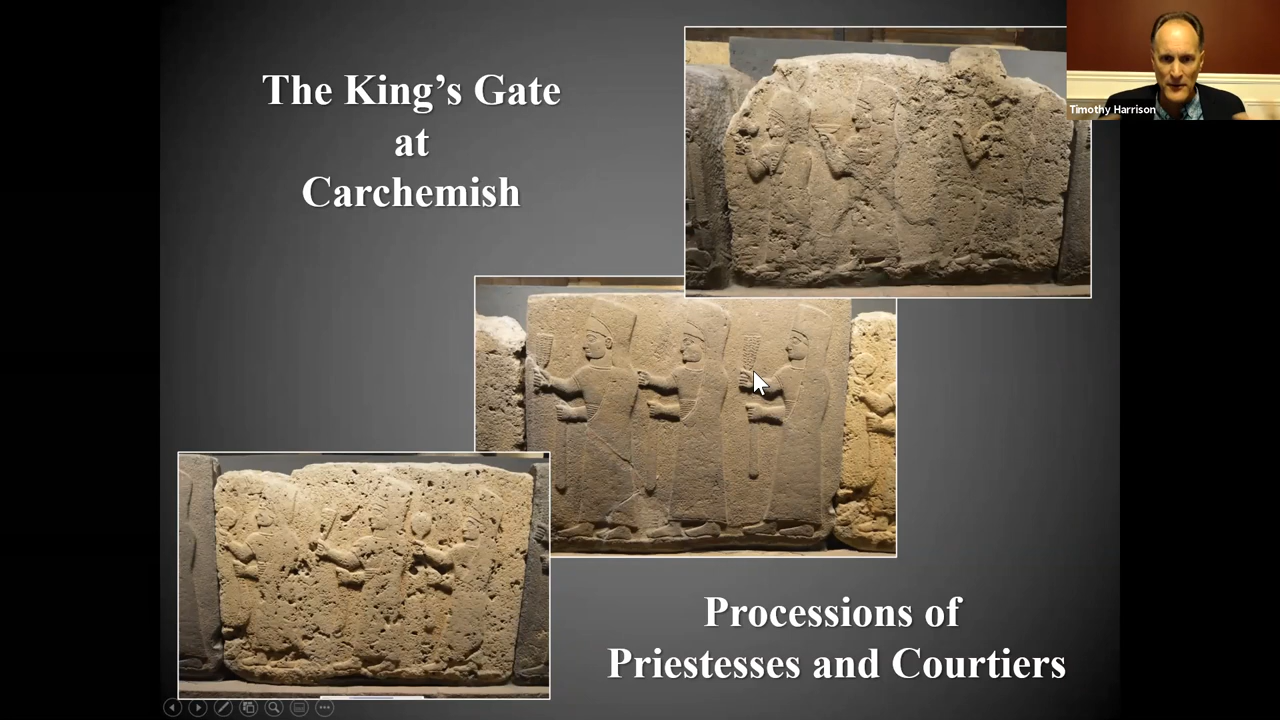 The King’s Gate
at
Carchemish
Timothy Harrison
Processions of
Priestesses and Courtiers